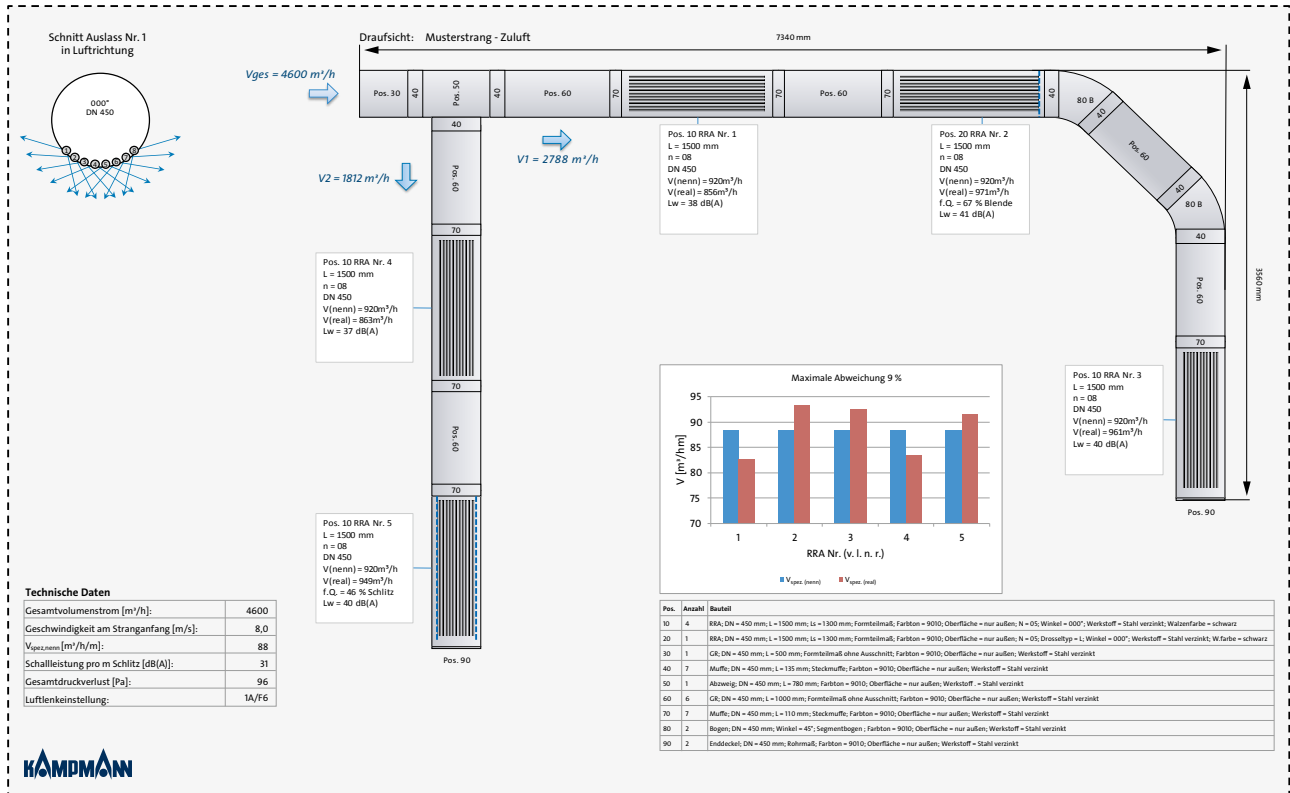 Schnitt Auslass Nr. 1
in Luftrichtung
000°
DN 450
1 2 3 4 5 6 7 8
Draufsicht: Musterstrang - Zuluft
7340 mm
Vges = 4600 m³/h
Pos. 30
40
Pos. 50
40
Pos. 60
70
70
Pos. 60
70
40
80 B
40
Pos. 60
40
80 B
40
Pos. 60
70
Pos. 90
3560 mm
V1 = 2788 m³/h
V2 = 1812 m³/h
40
Pos. 60
70
70
Pos. 60
70
Pos. 90
Pos. 10 RRA Nr. 1
L = 1500 mm
n = 08
DN 450
V(nenn) = 920m³/h
V(real) = 856m³/h
Lw = 38 dB(A)
Pos. 20 RRA Nr. 2
L = 1500 mm
n = 08
DN 450
V(nenn) = 920m³/h
V(real) = 971m³/h
f.Q. = 67 % Blende
Lw = 41 dB(A)
Pos. 10 RRA Nr. 4
L = 1500 mm
n = 08
DN 450
V(nenn) = 920m³/h
V(real) = 863m³/h
Lw = 37 dB(A)
Pos. 10 RRA Nr. 3
L = 1500 mm
n = 08
DN 450
V(nenn) = 920m³/h
V(real) = 961m³/h
Lw = 40 dB(A)
Pos. 10 RRA Nr. 5
L = 1500 mm
n = 08
DN 450
V(nenn) = 920m³/h
V(real) = 949m³/h
f.Q. = 46 % Schlitz
Lw = 40 dB(A)
Maximale Abweichung 9 %
V [m³/hm]
95
90
85
80
75
70
1 2 3 4 5
RRA Nr. (v. l. n. r.)
Vspez. (nenn) Vspez. (real)
Technische Daten
Gesamtvolumenstrom [m³/h]: 4600
Geschwindigkeit am Stranganfang [m/s]: 8,0
Vspez,nenn [m³/h/m]: 88
Schallleistung pro m Schlitz [dB(A)]: 31
Gesamtdruckverlust [Pa]: 96
Luftlenkeinstellung: 1A/F6
Pos. Anzahl Bauteil
10 4 RRA; DN = 450 mm; L = 1500 mm; Ls = 1300 mm; Formteilmaß; Farbton = 9010; Oberfläche = nur außen; N = 05; Winkel = 000°; Werkstoff = Stahl verzinkt; Walzenfarbe = schwarz
20 1 RRA; DN = 450 mm; L = 1500 mm; Ls = 1300 mm; Formteilmaß; Farbton = 9010; Oberfläche = nur außen; N = 05; Drosseltyp = L; Winkel = 000°; Werkstoff = Stahl verzinkt; W.farbe = schwarz
30 1 GR; DN = 450 mm; L = 500 mm; Formteilmaß ohne Ausschnitt; Farbton = 9010; Oberfläche = nur außen; Werkstoff = Stahl verzinkt
40 7 Muffe; DN = 450 mm; L = 135 mm; Steckmuffe; Farbton = 9010; Oberfläche = nur außen; Werkstoff = Stahl verzinkt
50 1 Abzweig; DN = 450 mm; L = 780 mm; Farbton = 9010; Oberfläche = nur außen; Werkstoff . = Stahl verzinkt
60 6 GR; DN = 450 mm; L = 1000 mm; Formteilmaß ohne Ausschnitt; Farbton = 9010; Oberfläche = nur außen; Werkstoff = Stahl verzinkt
70 7 Muffe; DN = 450 mm; L = 110 mm; Steckmuffe; Farbton = 9010; Oberfläche = nur außen; Werkstoff = Stahl verzinkt
80 2 Bogen; DN = 450 mm; Winkel = 45°; Segmentbogen ; Farbton = 9010; Oberfläche = nur außen; Werkstoff = Stahl verzinkt
90 2 Enddeckel; DN = 450 mm; Rohrmaß; Farbton = 9010; Oberfläche = nur außen; Werkstoff = Stahl verzinkt
KAMPMANN